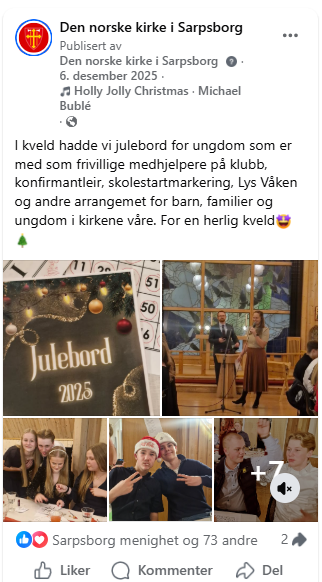 Den norske kirke i Sarpsborg
Publisert av
Den norske kirke i Sarpsborg ·
6. desember 2025 ·
Holly Jolly Christmas · Michael
Bublé
·
I kveld hadde vi julebord for ungdom som er
med som frivillige medhjelpere på klubb,
konfirmantleir, skolestartmarkering, Lys Våken
og andre arrangemet for barn, familier og
ungdom i kirkene våre. For en herlig kveld🤩
🎄
Julebord
2025
+7
Sarpsborg menighet og 73 andre
2
Liker
Kommenter
Del